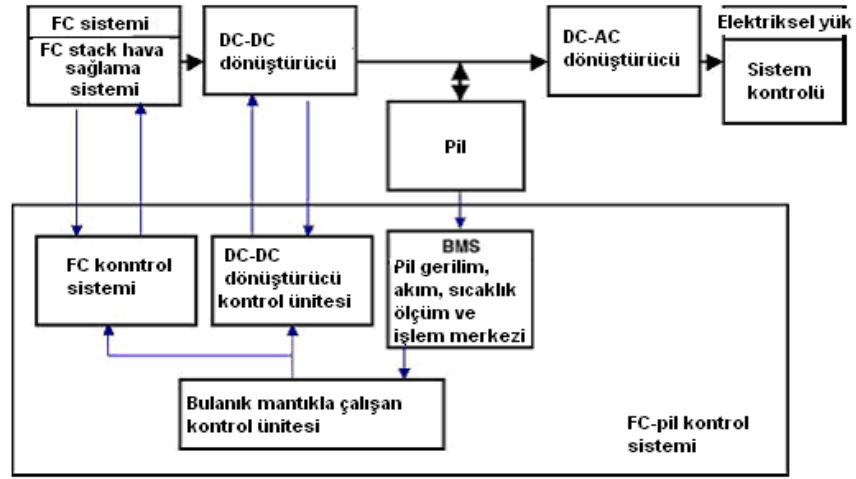 FC sistemi
FC stack hava
sağlama
sistemi
DC-DC
dönüştürücü
DC-AC
dönüştürücü
Elektriksel yük
Sistem
kontrolü
Pil
FC konntrol
sistemi
DC-DC
dönüştürücü
kontrol ünitesi
BMS
Pil gerilim,
akım, sıcaklık
ölçüm ve
işlem merkezi
Bulanık mantıkla çalışan
kontrol ünitesi
FC-pil kontrol
sistemi